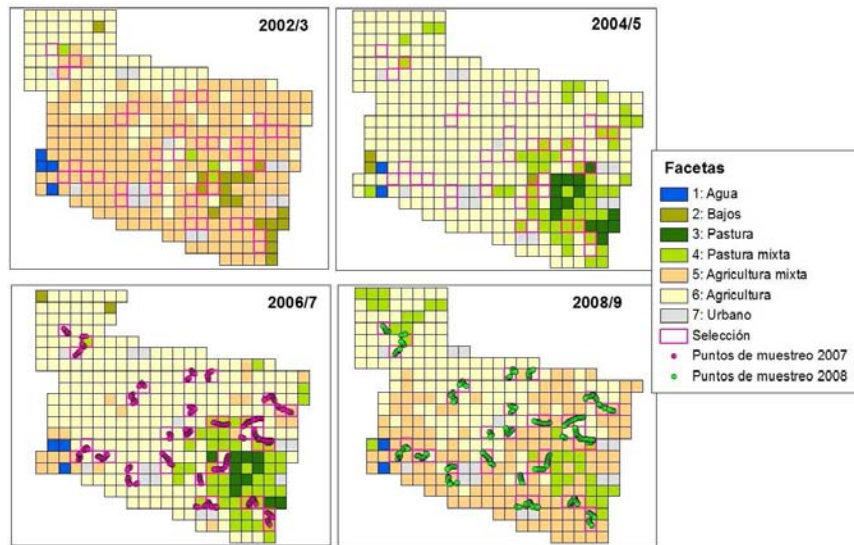 2002/3
2004/5
2006/7
2008/9
Facetas
1: Agua
2: Bajos
3: Pastura
4: Pastura mixta
5: Agricultura mixta
6: Agricultura
7: Urbano
Selección
Puntos de muestreo 2007
Puntos de muestreo 2008